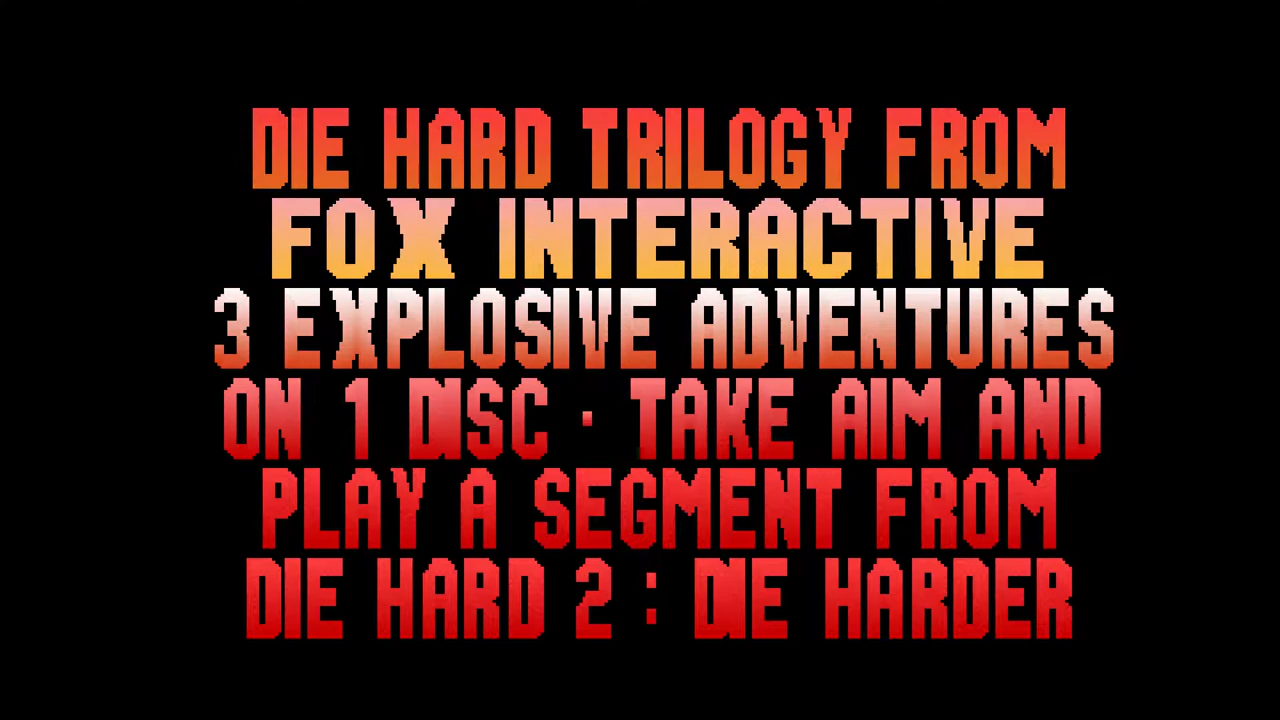 DIE HARD TRILOGY FROM
FOX INTERACTIVE
3 EXPLOSIVE ADVENTURES
ON 1 DISC · TAKE AIM AND
PLAY A SEGMENT FROM
DIE HARD 2 : DIE HARDER